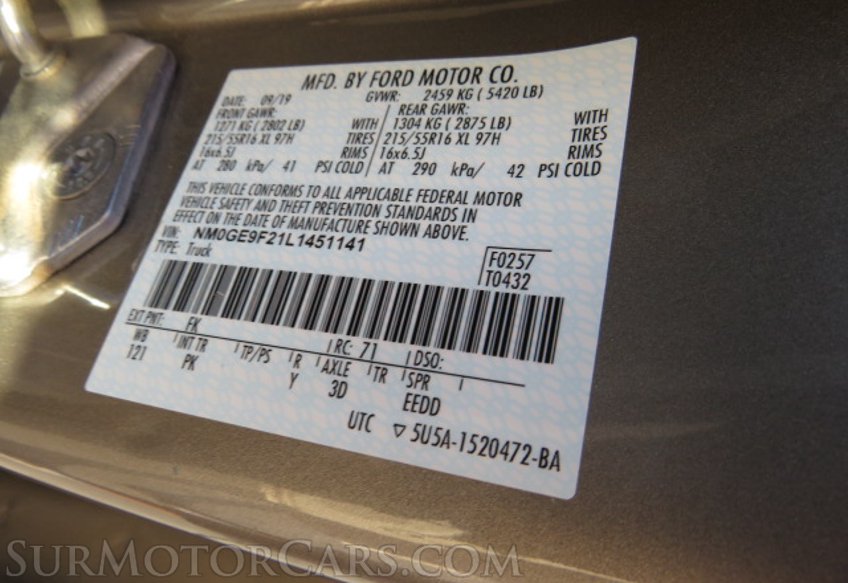 MFD. BY FORD MOTOR CO.
DATE: 09/19 GVWR: 2459 KG ( 5420 LB)
FRONT GAWR: REAR GAWR:
1271 KG ( 2802 LB) WITH 1304 KG ( 2875 LB) WITH
215/55R16 XL 97H TIRES 215/55R16 XL 97H TIRES
16x6.5J RIMS 16x6.5J RIMS
AT 280 kPa/ 41 PSI COLD AT 290 kPa/ 42 PSI COLD
THIS VEHICLE CONFORMS TO ALL APPLICABLE FEDERAL MOTOR
VEHICLE SAFETY AND THEFT PREVENTION STANDARDS IN
EFFECT ON THE DATE OF MANUFACTURE SHOWN ABOVE.
VIN: NM0GE9F21L1451141
TYPE: Truck
F0257
T0432
EXT PNT: FK RC: 71 DSO:
WB INT TR TP/PS R AXLE TR SPR
121 PK Y 3D EEDD
UTC ▽ 5U5A-1520472-BA
SurMotorCars.com